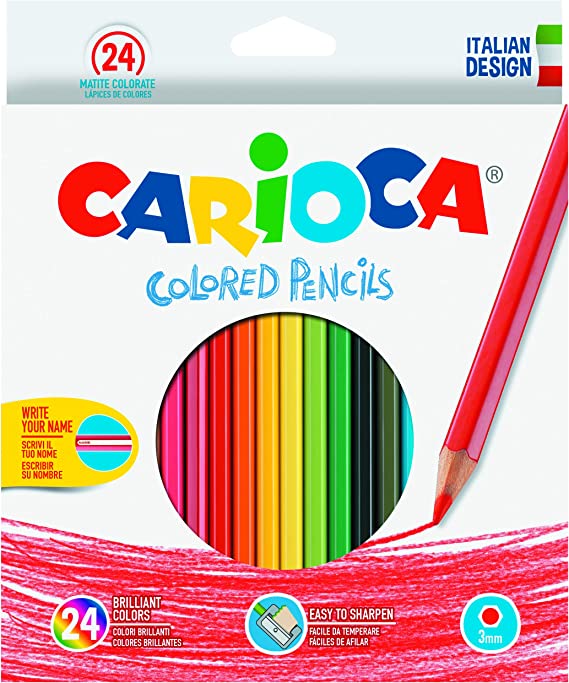 24
MATITE COLORATE
LÁPICES DE COLORES
ITALIAN
DESIGN
CARIOCA®
COLORED PENCILS
WRITE
YOUR NAME
SCRIVI IL
TUO NOME
ESCRIBIR
SU NOMBRE
24
BRILLIANT
COLORS
COLORI BRILLANTI
COLORES BRILLANTES
EASY TO SHARPEN
FACILE DA TEMPERARE
FÁCILES DE AFILAR
3mm